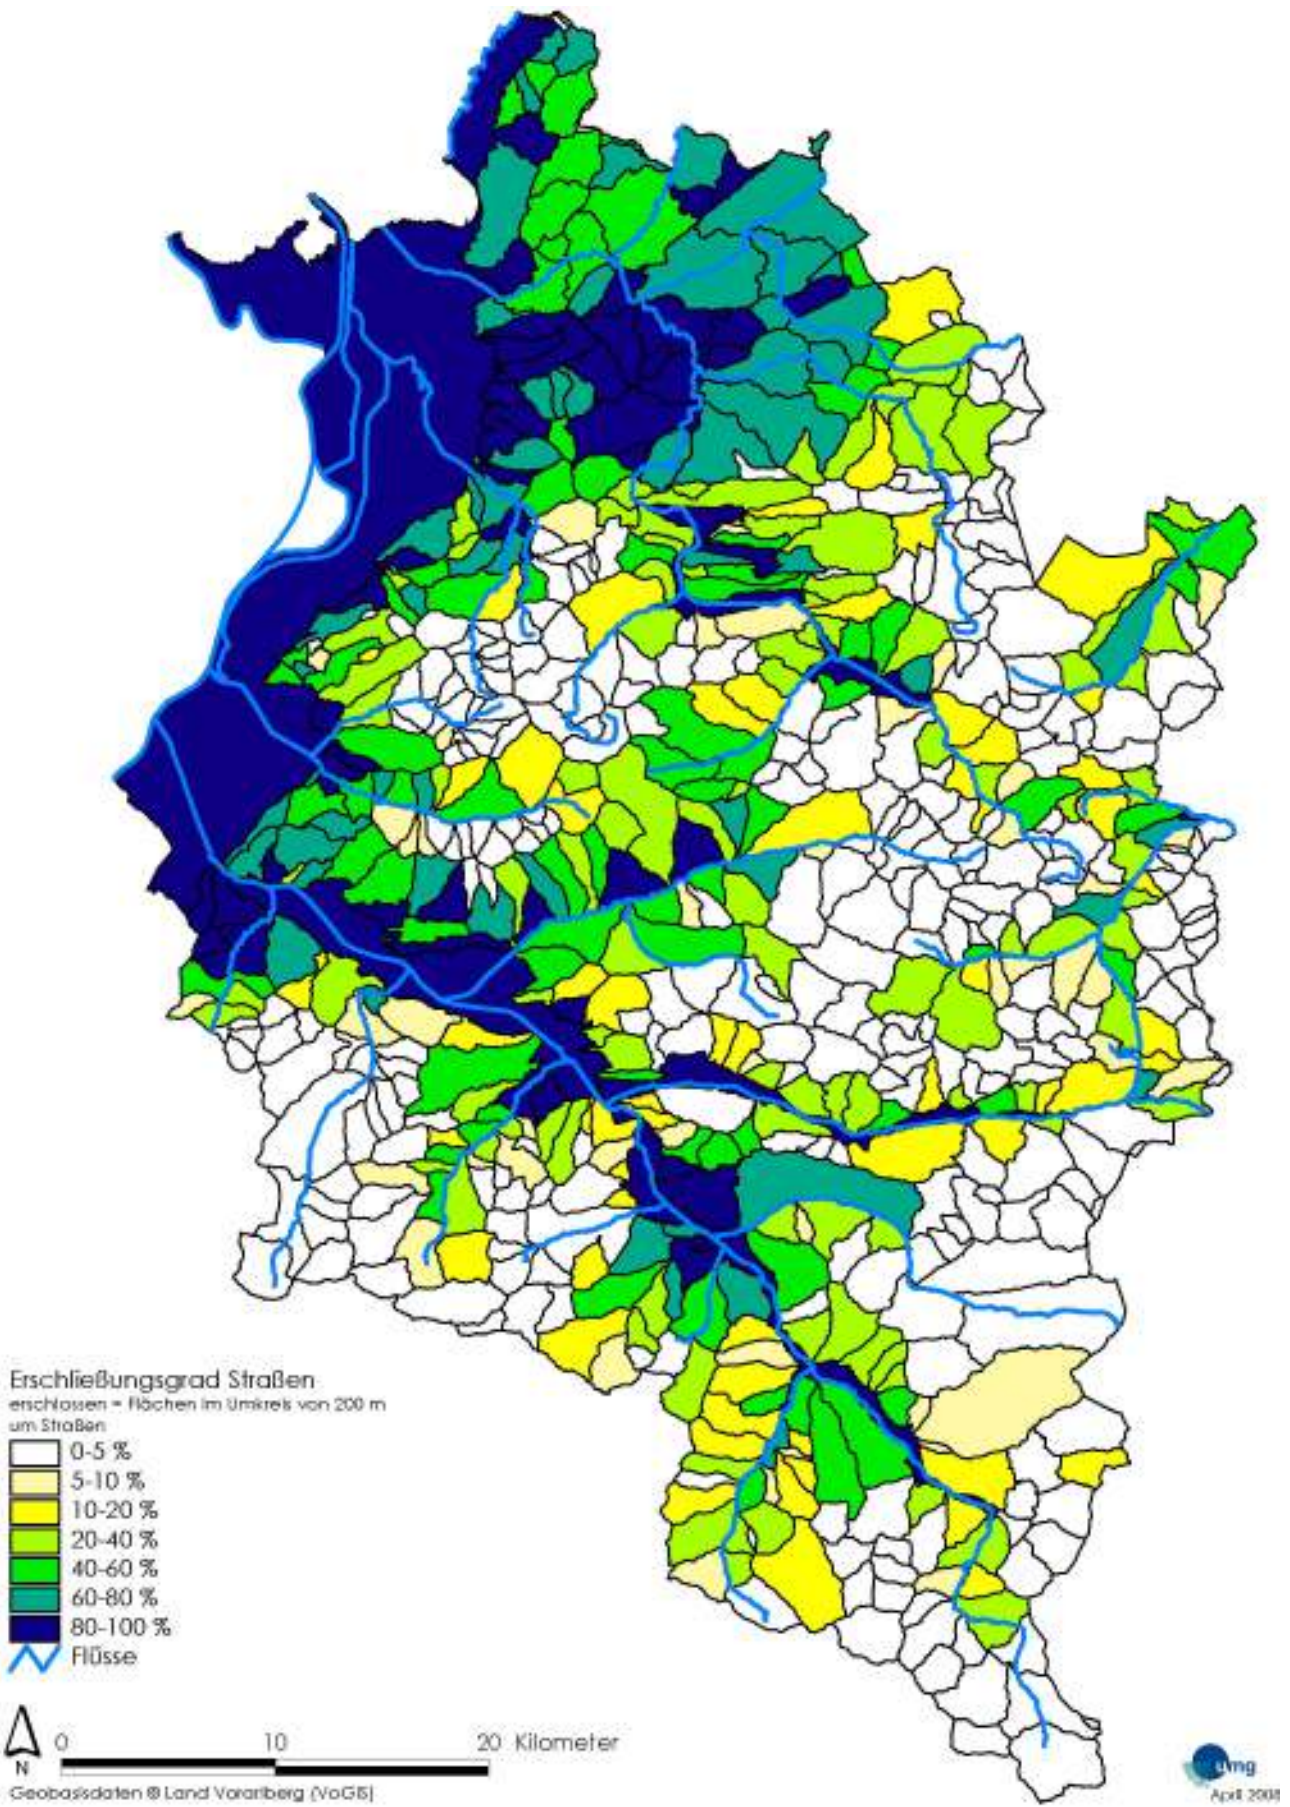 Erschließungsgrad Straßen
erschlossen = Flächen im Umkreis von 200 m
um Straßen
0-5 %
5-10 %
10-20 %
20-40 %
40-60 %
60-80 %
80-100 %
Flüsse
0 10 20 Kilometer
N
Geobasisdaten © Land Vorarlberg (VoGIS)
umg
April 2008